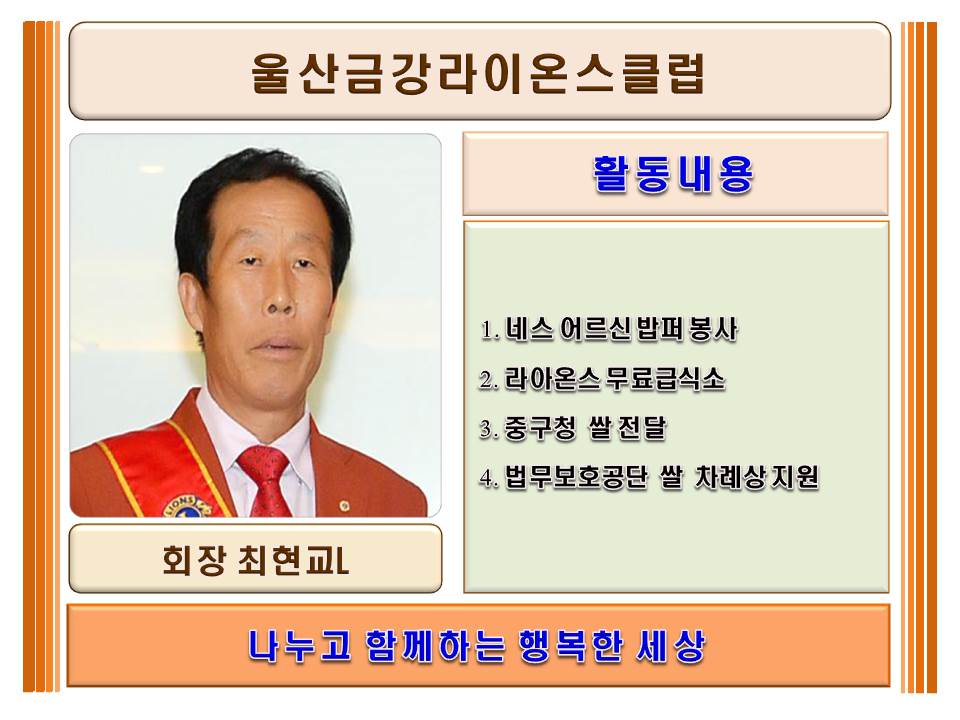 울산금강라이온스클럽
활동내용
1. 네스 어르신 밥퍼 봉사
2. 라아온스 무료급식소
3. 중구청 쌀 전달
4. 법무보호공단 쌀 차례상 지원
LIONS
회장 최현교L
나누고 함께하는 행복한 세상